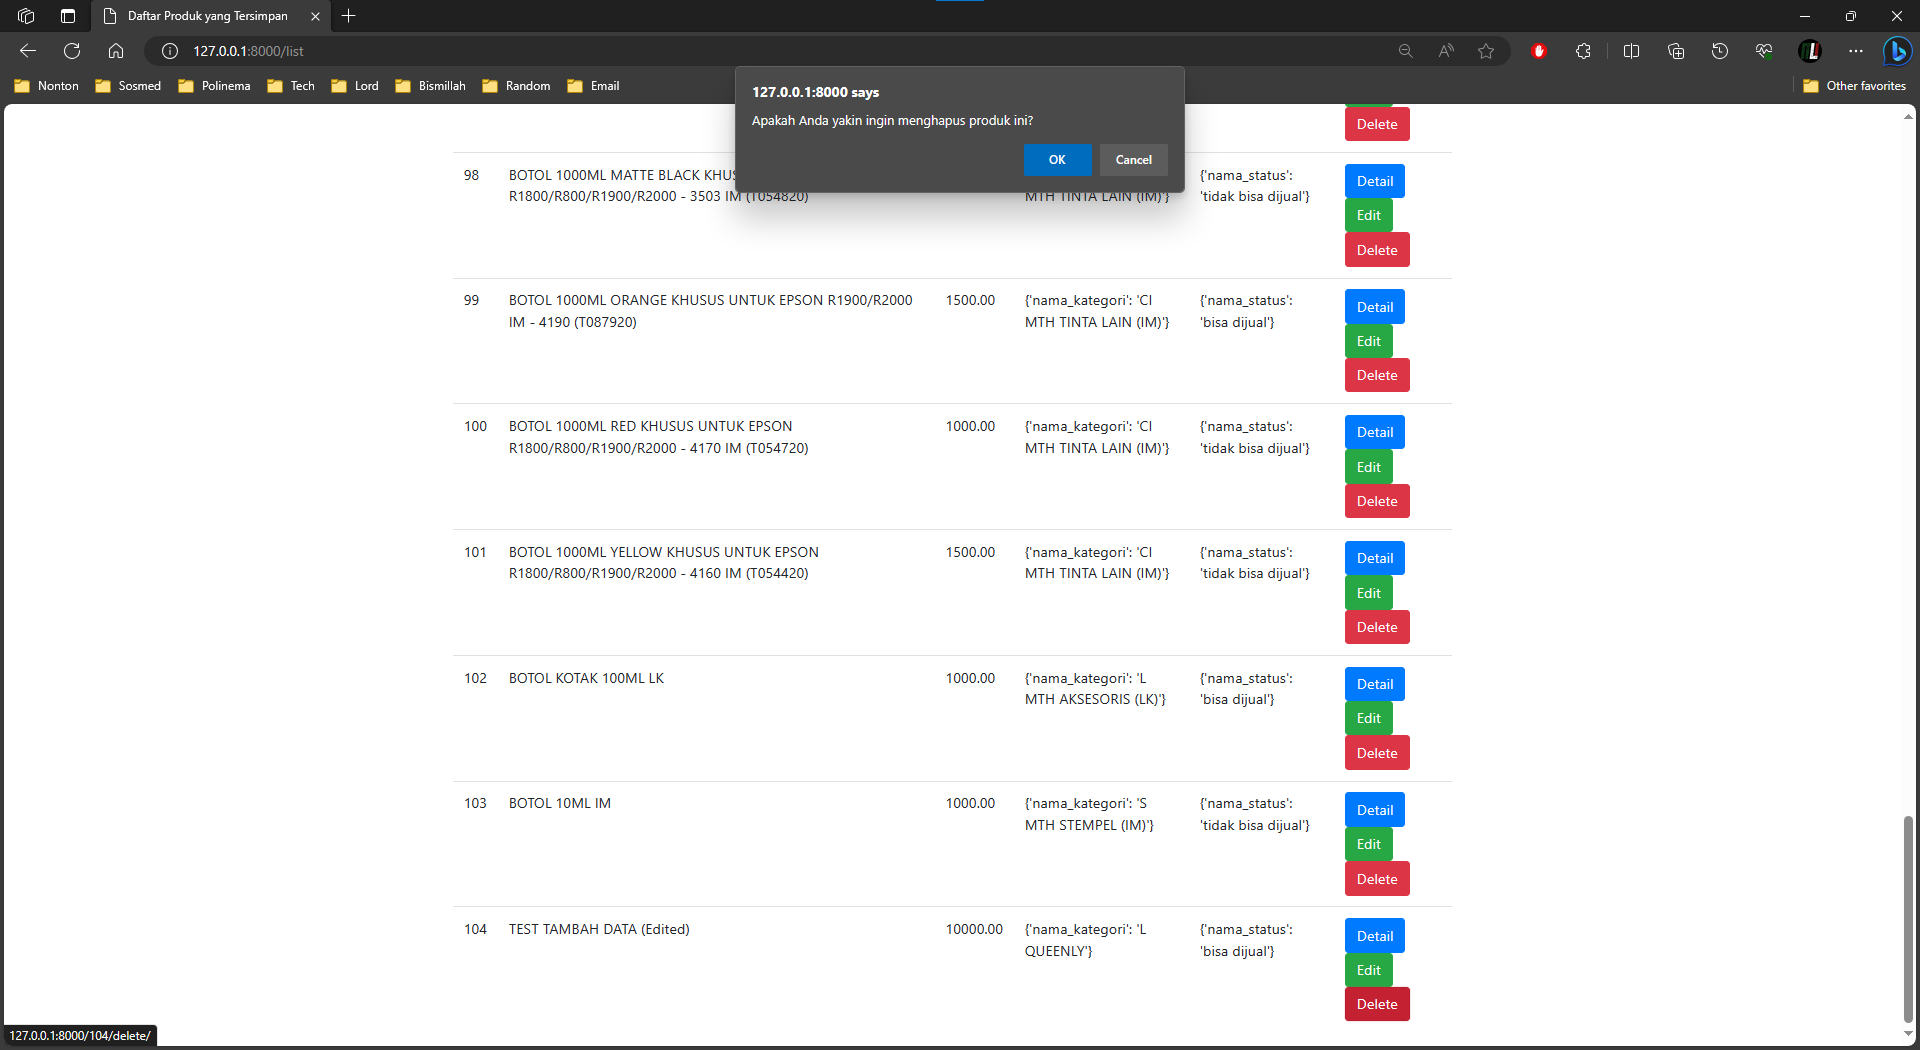 Daftar Produk yang Tersimpan
127.0.0.1:8000/list
Nonton Sosmed Polinema Tech Lord Bismillah Random Email Other favorites
127.0.0.1:8000 says
Apakah Anda yakin ingin menghapus produk ini?
OK Cancel
Delete
98 BOTOL 1000ML MATTE BLACK KHUS {'nama_status': Detail
R1800/R800/R1900/R2000 - 3503 IM (T054820) MTH TINTA LAIN (IM)'} 'tidak bisa dijual'}
Edit
Delete
99 BOTOL 1000ML ORANGE KHUSUS UNTUK EPSON R1900/R2000 1500.00 {'nama_kategori': 'CI {'nama_status': Detail
IM - 4190 (T087920) MTH TINTA LAIN (IM)'} 'bisa dijual'}
Edit
Delete
100 BOTOL 1000ML RED KHUSUS UNTUK EPSON 1000.00 {'nama_kategori': 'CI {'nama_status': Detail
R1800/R800/R1900/R2000 - 4170 IM (T054720) MTH TINTA LAIN (IM)'} 'tidak bisa dijual'}
Edit
Delete
101 BOTOL 1000ML YELLOW KHUSUS UNTUK EPSON 1500.00 {'nama_kategori': 'CI {'nama_status': Detail
R1800/R800/R1900/R2000 - 4160 IM (T054420) MTH TINTA LAIN (IM)'} 'tidak bisa dijual'}
Edit
Delete
102 BOTOL KOTAK 100ML LK 1000.00 {'nama_kategori': 'L {'nama_status': Detail
MTH AKSESORIS (LK)'} 'bisa dijual'}
Edit
Delete
103 BOTOL 10ML IM 1000.00 {'nama_kategori': 'S {'nama_status': Detail
MTH STEMPEL (IM)'} 'tidak bisa dijual'}
Edit
Delete
104 TEST TAMBAH DATA (Edited) 10000.00 {'nama_kategori': 'L {'nama_status': Detail
QUEENLY'} 'bisa dijual'}
Edit
Delete
127.0.0.1:8000/104/delete/